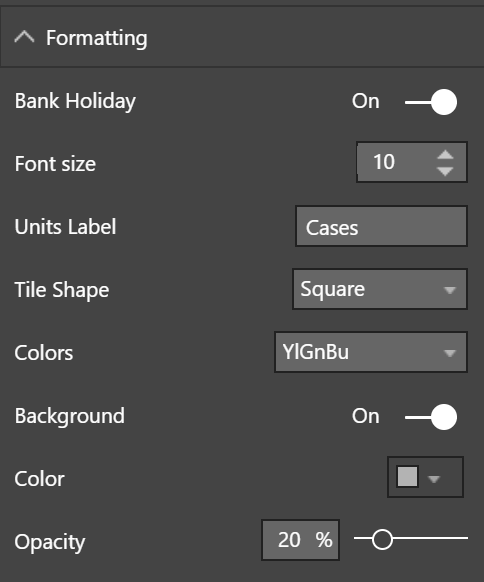 Formatting
Bank Holiday On
Font size 10
Units Label Cases
Tile Shape Square
Colors YlGnBu
Background On
Color
Opacity 20 %